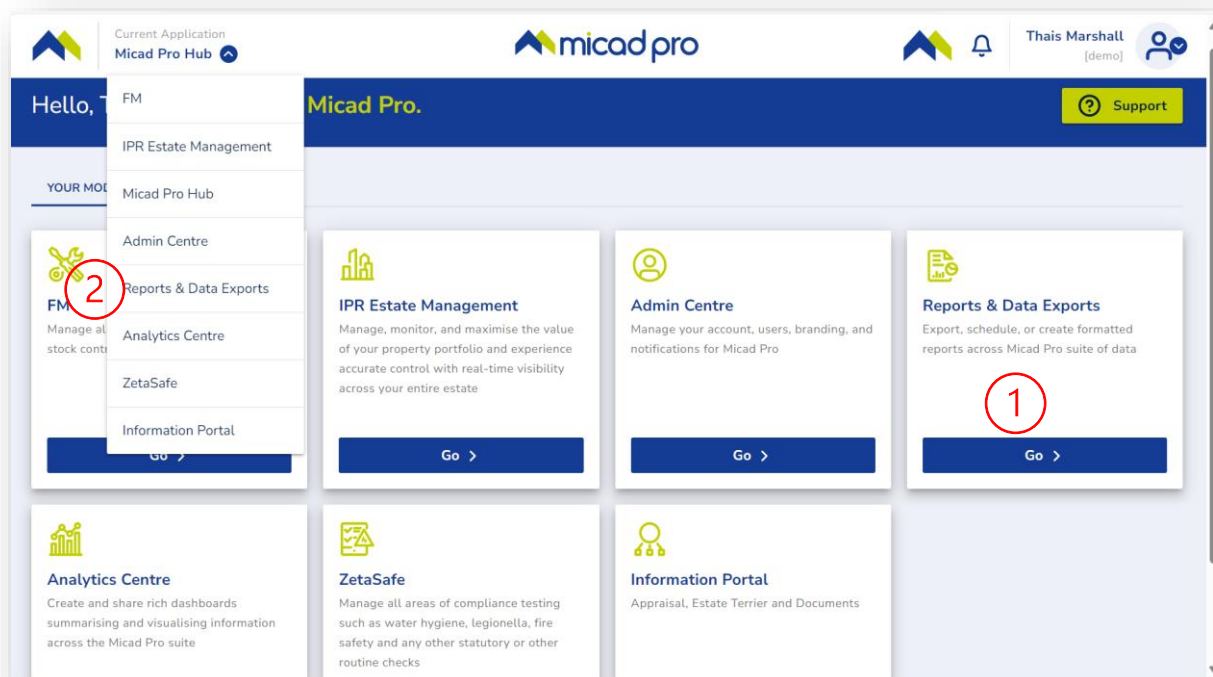 Current Application
Micad Pro Hub
micad pro
Thais Marshall
[demo]
Hello, T
Micad Pro.
Support
FM
IPR Estate Management
Micad Pro Hub
Admin Centre
Reports & Data Exports
Analytics Centre
ZetaSafe
Information Portal
YOUR MOD
2
FM
Manage al
stock contr
Go >
IPR Estate Management
Manage, monitor, and maximise the value
of your property portfolio and experience
accurate control with real-time visibility
across your entire estate
Go >
Admin Centre
Manage your account, users, branding, and
notifications for Micad Pro
Go >
Reports & Data Exports
Export, schedule, or create formatted
reports across Micad Pro suite of data
1
Go >
Analytics Centre
Create and share rich dashboards
summarising and visualising information
across the Micad Pro suite
ZetaSafe
Manage all areas of compliance testing
such as water hygiene, legionella, fire
safety and any other statutory or other
routine checks
Information Portal
Appraisal, Estate Terrier and Documents